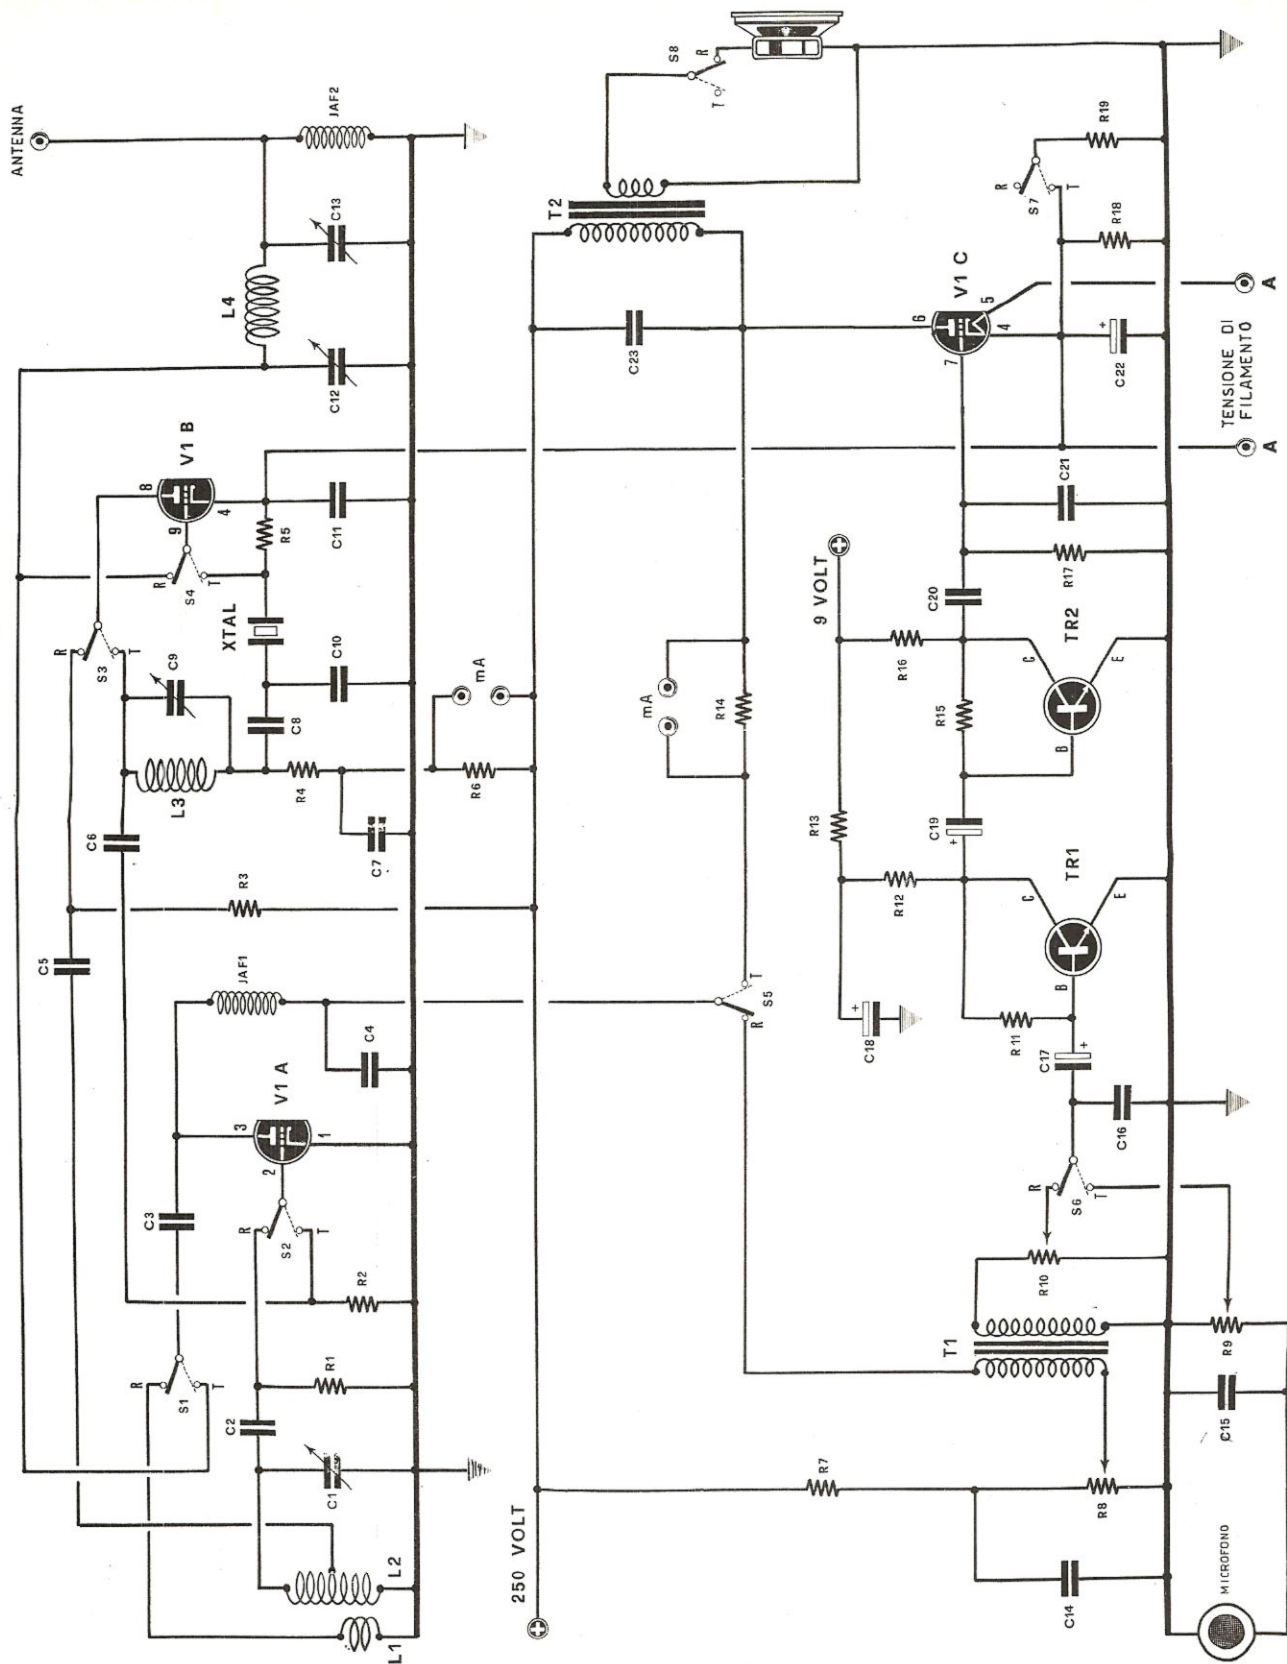 ANTENNA
JAF2
L4
C13
C12
V1 B
8
9
4
R
T
S4
R5
C11
XTAL
C10
C8
R
T
S3
C9
L3
R4
C6
C7
R6
mA
R3
C5
JAF1
C4
V1 A
3
2
1
C3
R
T
S2
R2
R
T
S1
R1
C2
C1
L2
L1
S8
R
T
T2
C23
V1 C
6
7
4
5
R
T
S7
R19
R18
C22
+
A
TENSIONE DI
FILAMENTO
A
C21
R17
C20
9 VOLT
R16
R15
TR2
C
B
E
mA
R14
R13
C19
+
R12
TR1
C
B
E
R11
C18
+
C17
+
C16
S5
R
T
R
T
S6
R10
T1
R9
C15
R7
R8
C14
250 VOLT
MICROFONO